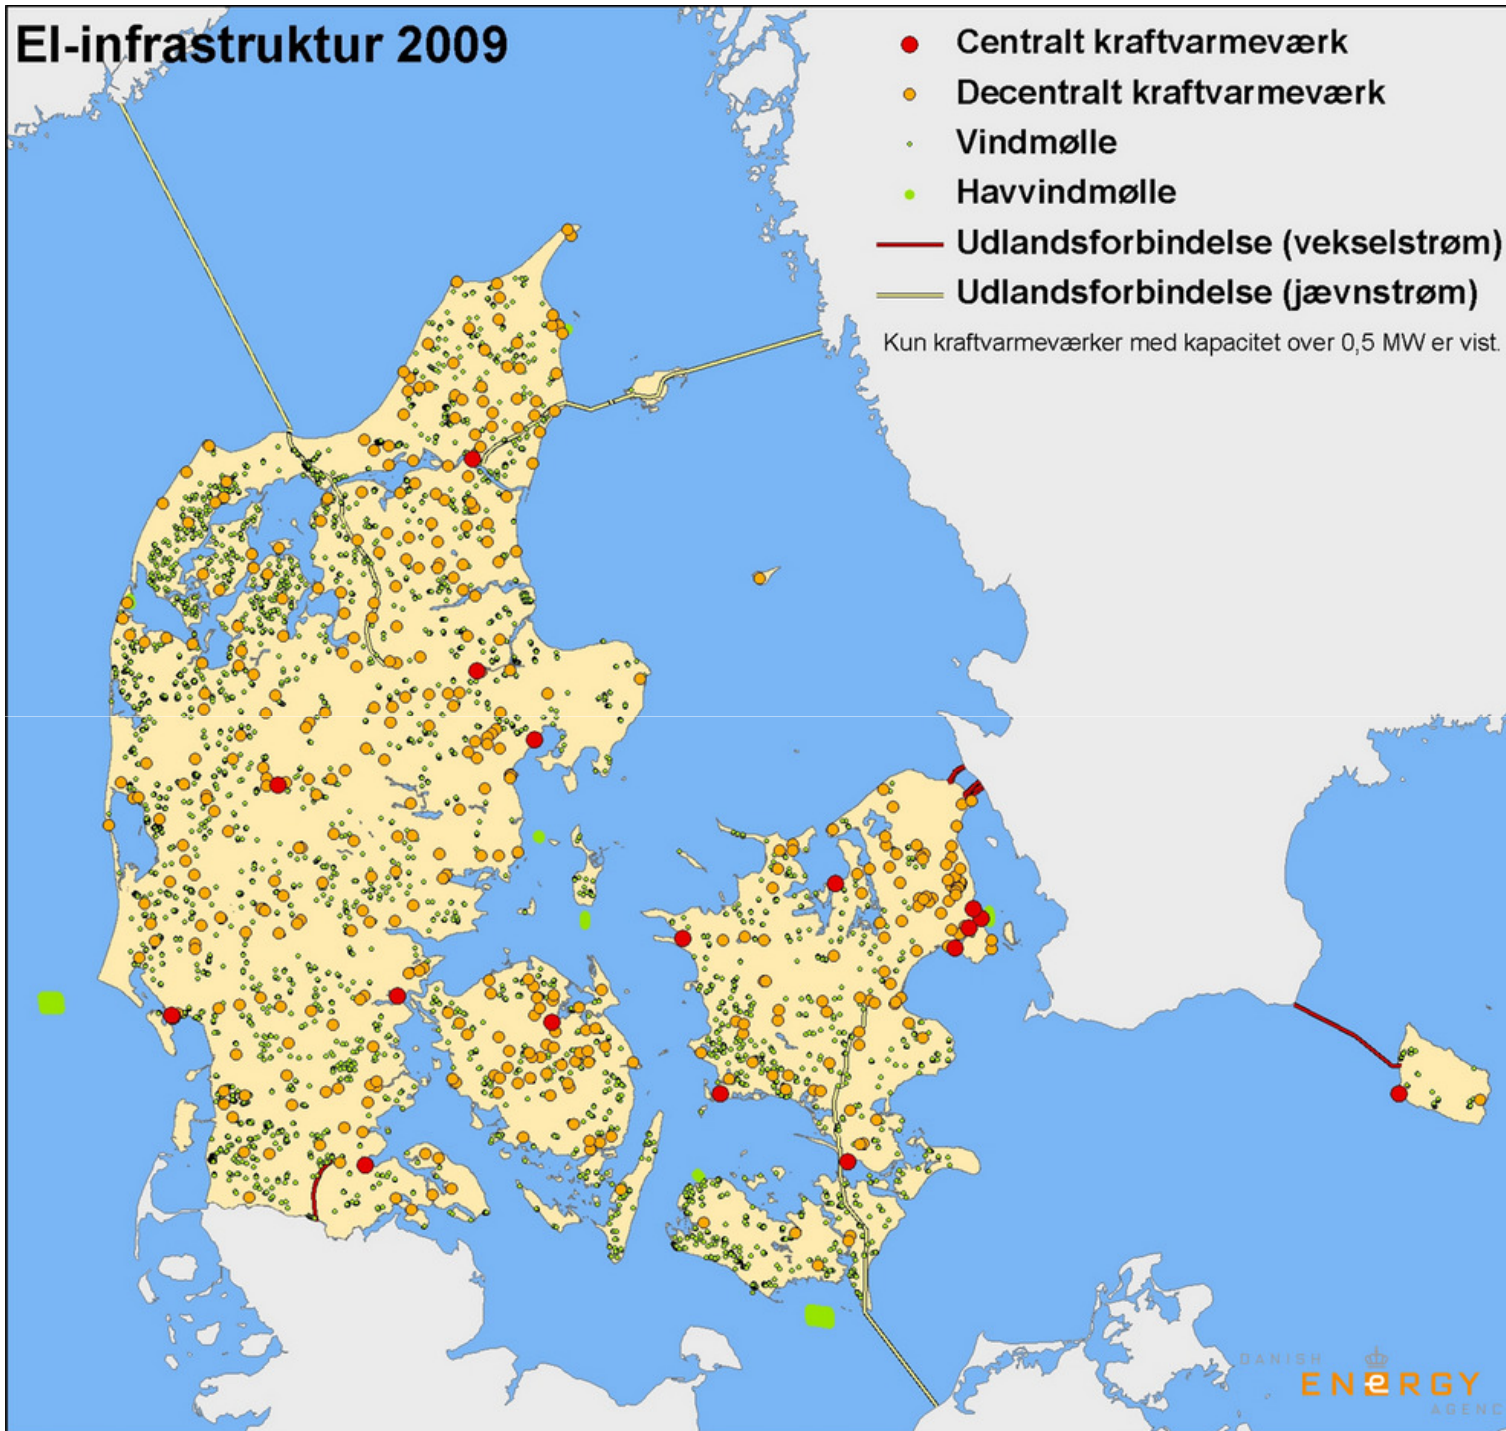 El-infrastruktur 2009
Centralt kraftvarmeværk
Decentralt kraftvarmeværk
Vindmølle
Havvindmølle
Udlandsforbindelse (vekselstrøm)
Udlandsforbindelse (jævnstrøm)
Kun kraftvarmeværker med kapacitet over 0,5 MW er vist.
DANISH
ENERGY
AGENC